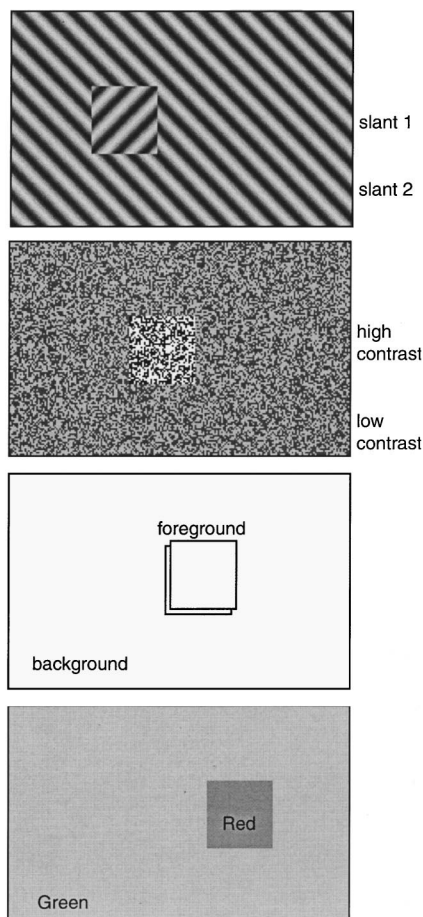 slant 1
slant 2
high
contrast
low
contrast
foreground
background
Red
Green